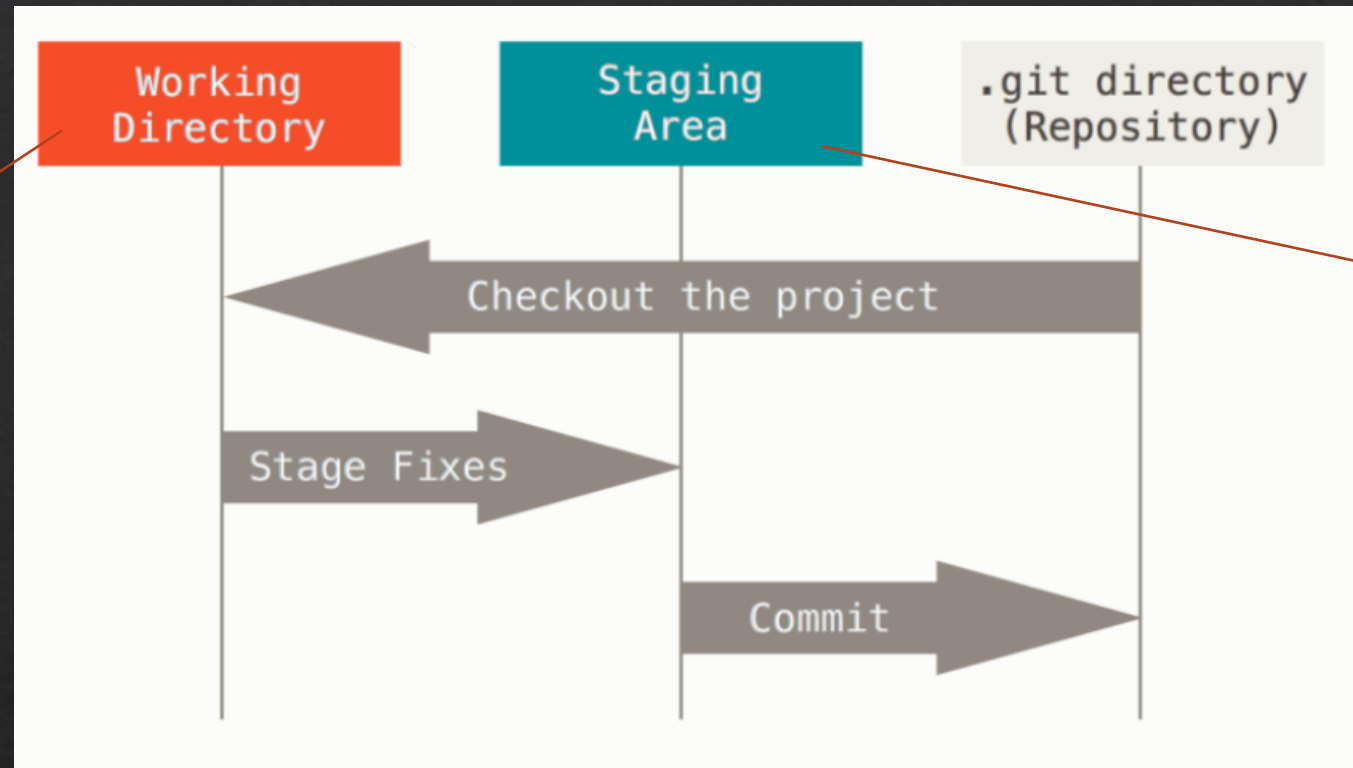 Working
Directory
Staging
Area
.git directory
(Repository)
Checkout the project
Stage Fixes
Commit